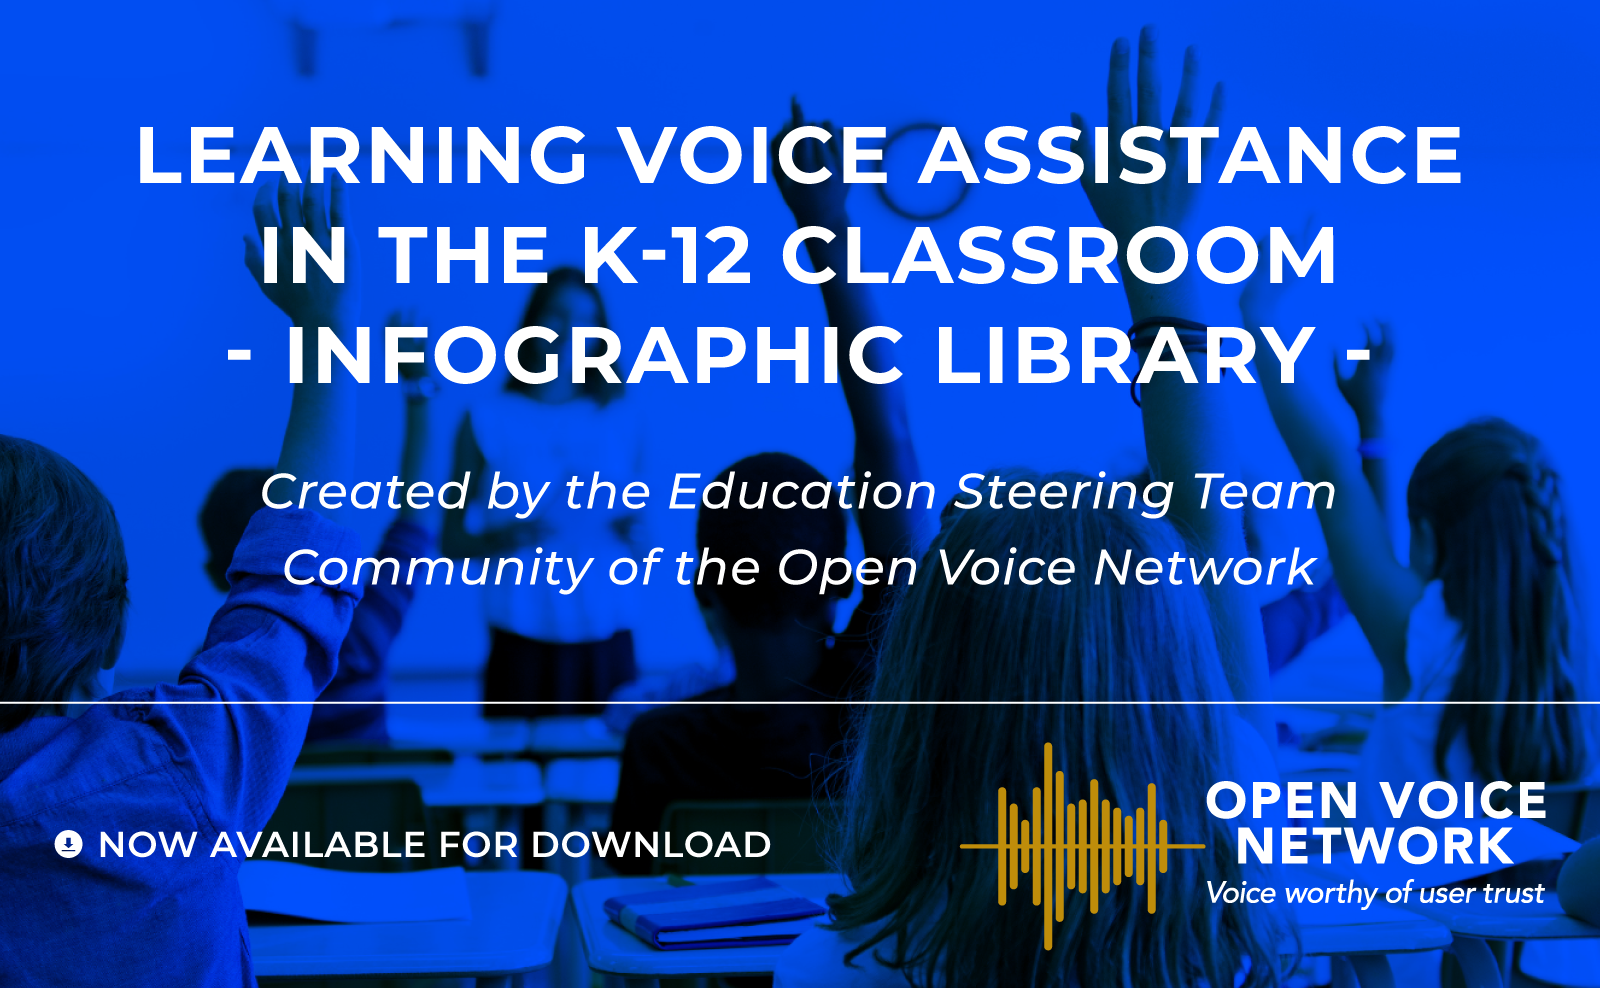 LEARNING VOICE ASSISTANCE
IN THE K-12 CLASSROOM
- INFOGRAPHIC LIBRARY -
Created by the Education Steering Team
Community of the Open Voice Network
NOW AVAILABLE FOR DOWNLOAD
OPEN VOICE
NETWORK
Voice worthy of user trust